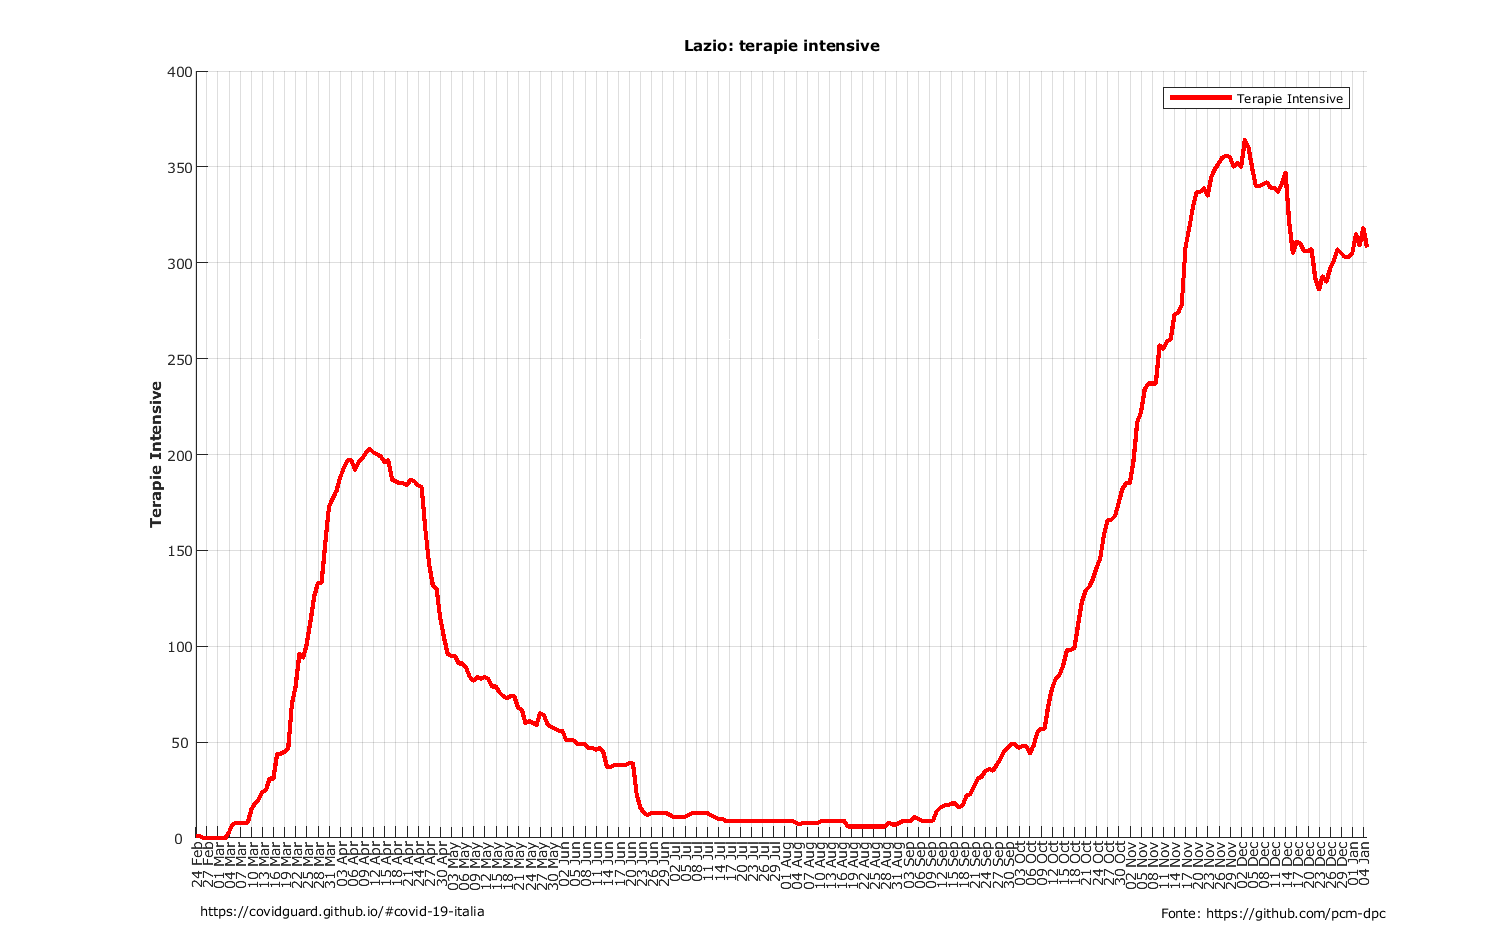 Lazio: terapie intensive
Terapie Intensive
400
350
300
250
200
150
100
50
0
Terapie Intensive
24 Feb
27 Feb
01 Mar
04 Mar
07 Mar
10 Mar
13 Mar
16 Mar
19 Mar
22 Mar
25 Mar
28 Mar
31 Mar
03 Apr
06 Apr
09 Apr
12 Apr
15 Apr
18 Apr
21 Apr
24 Apr
27 Apr
30 Apr
03 May
06 May
09 May
12 May
15 May
18 May
21 May
24 May
27 May
30 May
02 Jun
05 Jun
08 Jun
11 Jun
14 Jun
17 Jun
20 Jun
23 Jun
26 Jun
29 Jun
02 Jul
05 Jul
08 Jul
11 Jul
14 Jul
17 Jul
20 Jul
23 Jul
26 Jul
29 Jul
01 Aug
04 Aug
07 Aug
10 Aug
13 Aug
16 Aug
19 Aug
22 Aug
25 Aug
28 Aug
31 Aug
03 Sep
06 Sep
09 Sep
12 Sep
15 Sep
18 Sep
21 Sep
24 Sep
27 Sep
30 Sep
03 Oct
06 Oct
09 Oct
12 Oct
15 Oct
18 Oct
21 Oct
24 Oct
27 Oct
30 Oct
02 Nov
05 Nov
08 Nov
11 Nov
14 Nov
17 Nov
20 Nov
23 Nov
26 Nov
29 Nov
02 Dec
05 Dec
08 Dec
11 Dec
14 Dec
17 Dec
20 Dec
23 Dec
26 Dec
29 Dec
01 Jan
04 Jan
https://covidguard.github.io/#covid-19-italia
Fonte: https://github.com/pcm-dpc